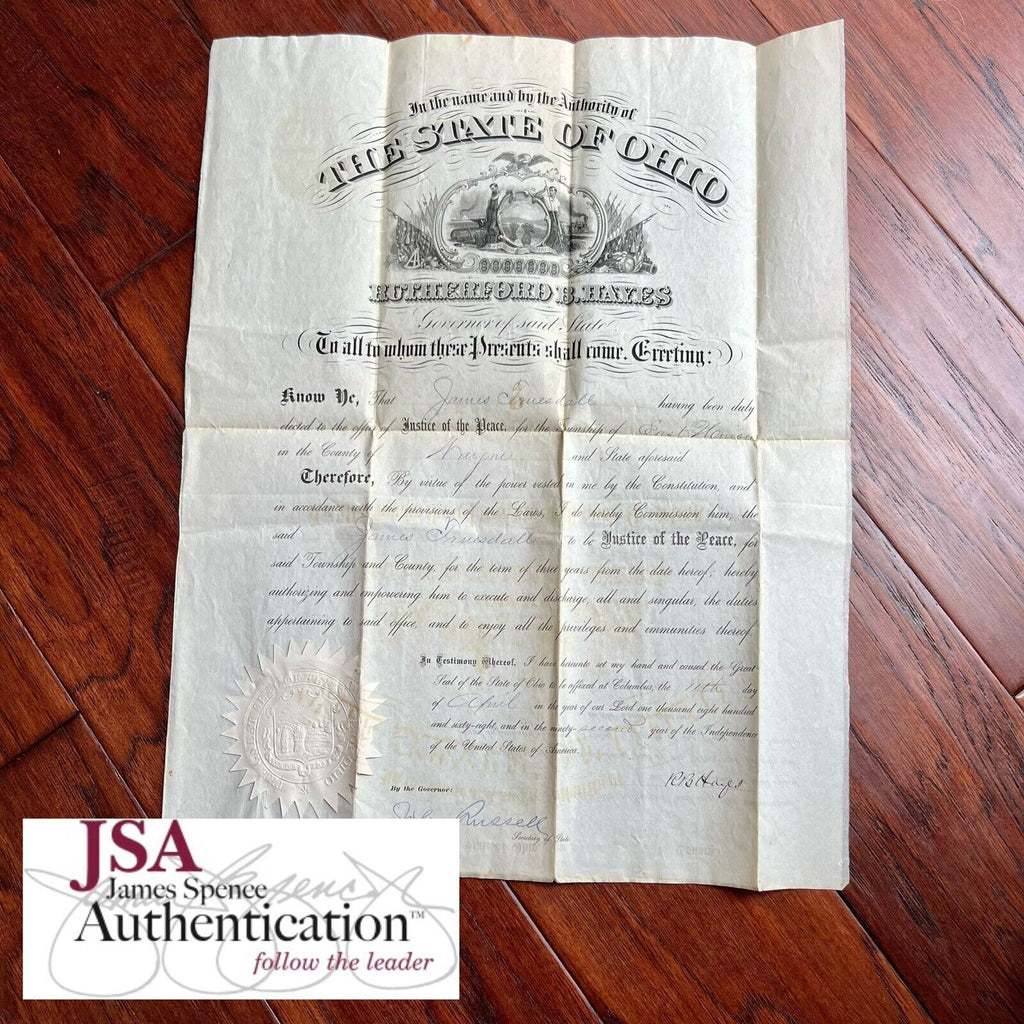 In the name and by the Authority of
THE STATE OF OHIO
RUTHERFORD B. HAYES
Governor of said State.
To all to whom these Presents shall come, Greeting:
Know Ye, That James Truesdall having been duly
elected to the office of Justice of the Peace, for the Township of East Union
in the County of Wayne and State aforesaid
Therefore, By virtue of the power vested in me by the Constitution, and
in accordance with the provisions of the Laws, I do hereby Commission him, the
said James Truesdall to be Justice of the Peace, for
said Township and County, for the term of three years from the date hereof; hereby
authorizing and empowering him to execute and discharge, all and singular, the duties
appertaining to said office, and to enjoy all the privileges and immunities thereof.
In Testimony Whereof, I have hereunto set my hand and caused the Great
Seal of the State of Ohio to be affixed at Columbus, the day
of April in the year of our Lord one thousand eight hundred
and sixty-eight, and in the ninety-second year of the Independence
of the United States of America.
RBHayes
By the Governor:
Russell
Secretary of State
JSA
James Spence
Authentication™
follow the leader